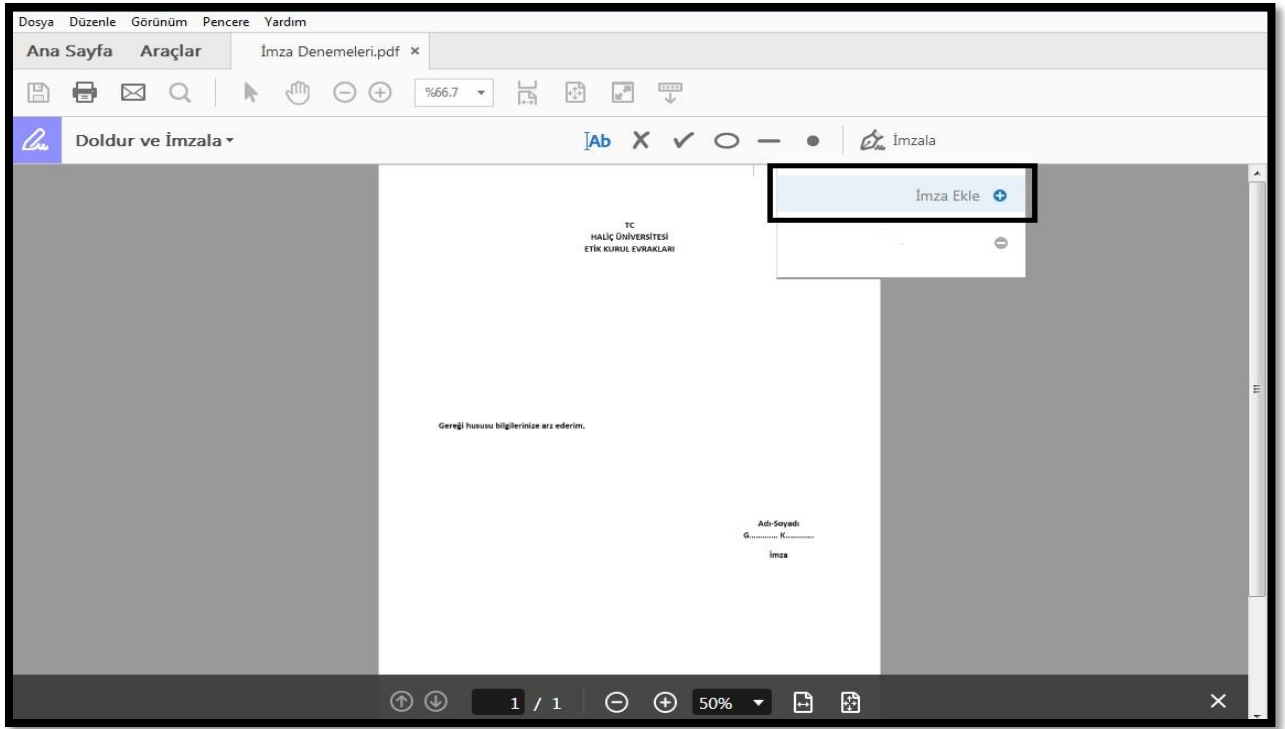 Dosya Düzenle Görünüm Pencere Yardım
Ana Sayfa Araçlar İmza Denemeleri.pdf ×
%66.7
Doldur ve İmzala Ab İmzala
İmza Ekle
TC
HALİÇ ÜNİVERSİTESİ
ETİK KURUL EVRAKLARI
Gereği hususu bilgilerinize arz ederim.
Adı-Soyadı
G............ K............
İmza
1 / 1 50%